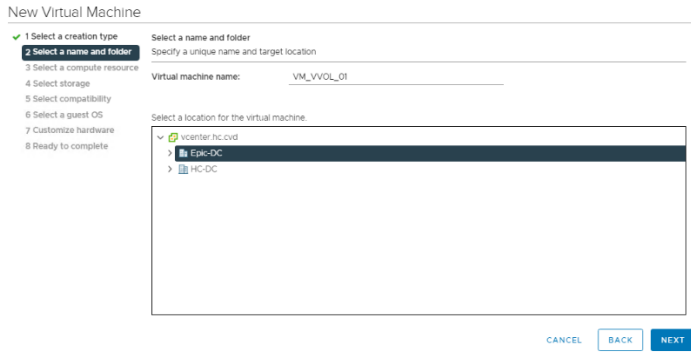 New Virtual Machine
1 Select a creation type
2 Select a name and folder
3 Select a compute resource
4 Select storage
5 Select compatibility
6 Select a guest OS
7 Customize hardware
8 Ready to complete
Select a name and folder
Specify a unique name and target location
Virtual machine name: VM_VVOL_01
Select a location for the virtual machine.
vcenter.hc.cvd
Epic-DC
HC-DC
CANCEL BACK NEXT